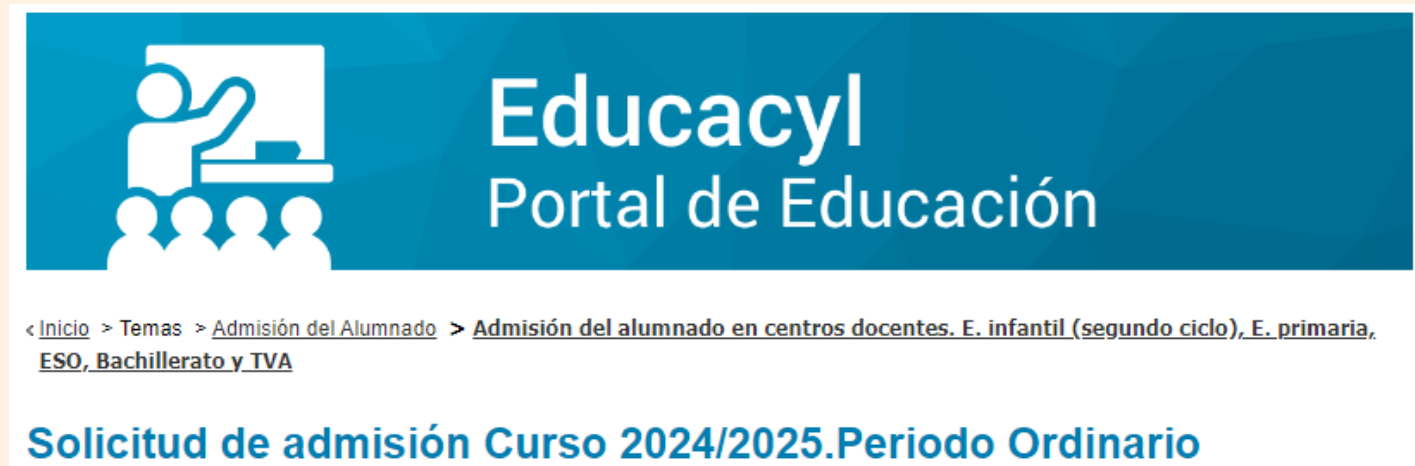 Educacyl
Portal de Educación
< Inicio > Temas > Admisión del Alumnado > Admisión del alumnado en centros docentes. E. infantil (segundo ciclo), E. primaria,
ESO, Bachillerato y TVA
Solicitud de admisión Curso 2024/2025.Periodo Ordinario